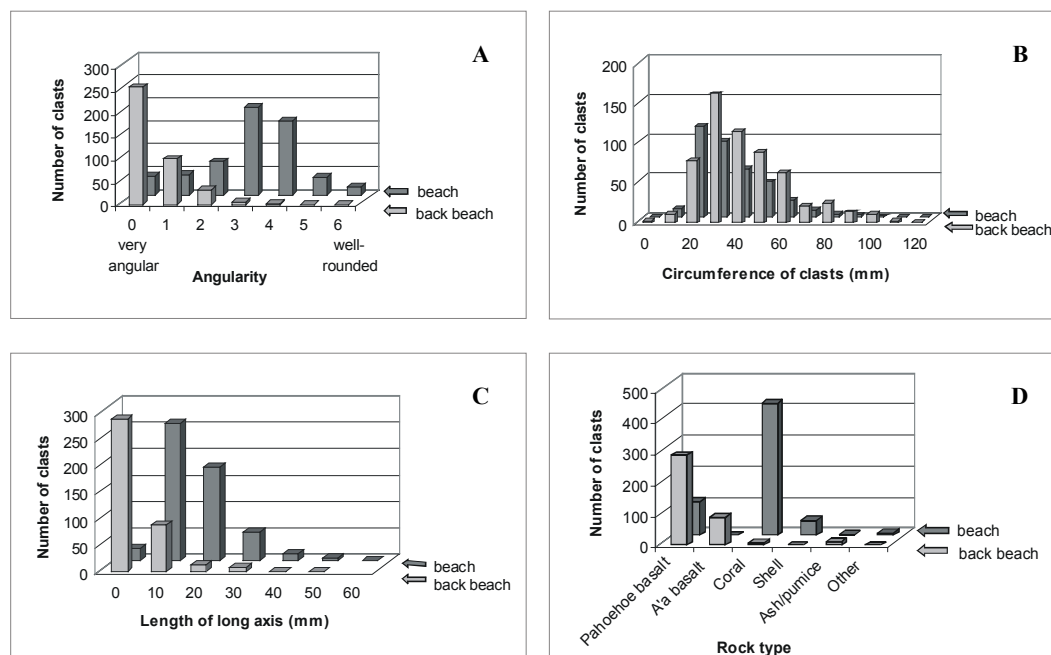 A
Number of clasts
300
250
200
150
100
50
0
0 1 2 3 4 5 6
very angular
well-rounded
Angularity
beach
back beach
B
Number of clasts
200
150
100
50
0
0 20 40 60 80 100 120
Circumference of clasts (mm)
beach
back beach
C
Number of clasts
300
250
200
150
100
50
0
0 10 20 30 40 50 60
Length of long axis (mm)
beach
back beach
D
Number of clasts
500
400
300
200
100
0
Pahoehoe basalt
A'a basalt
Coral
Shell
Ash/pumice
Other
Rock type
beach
back beach